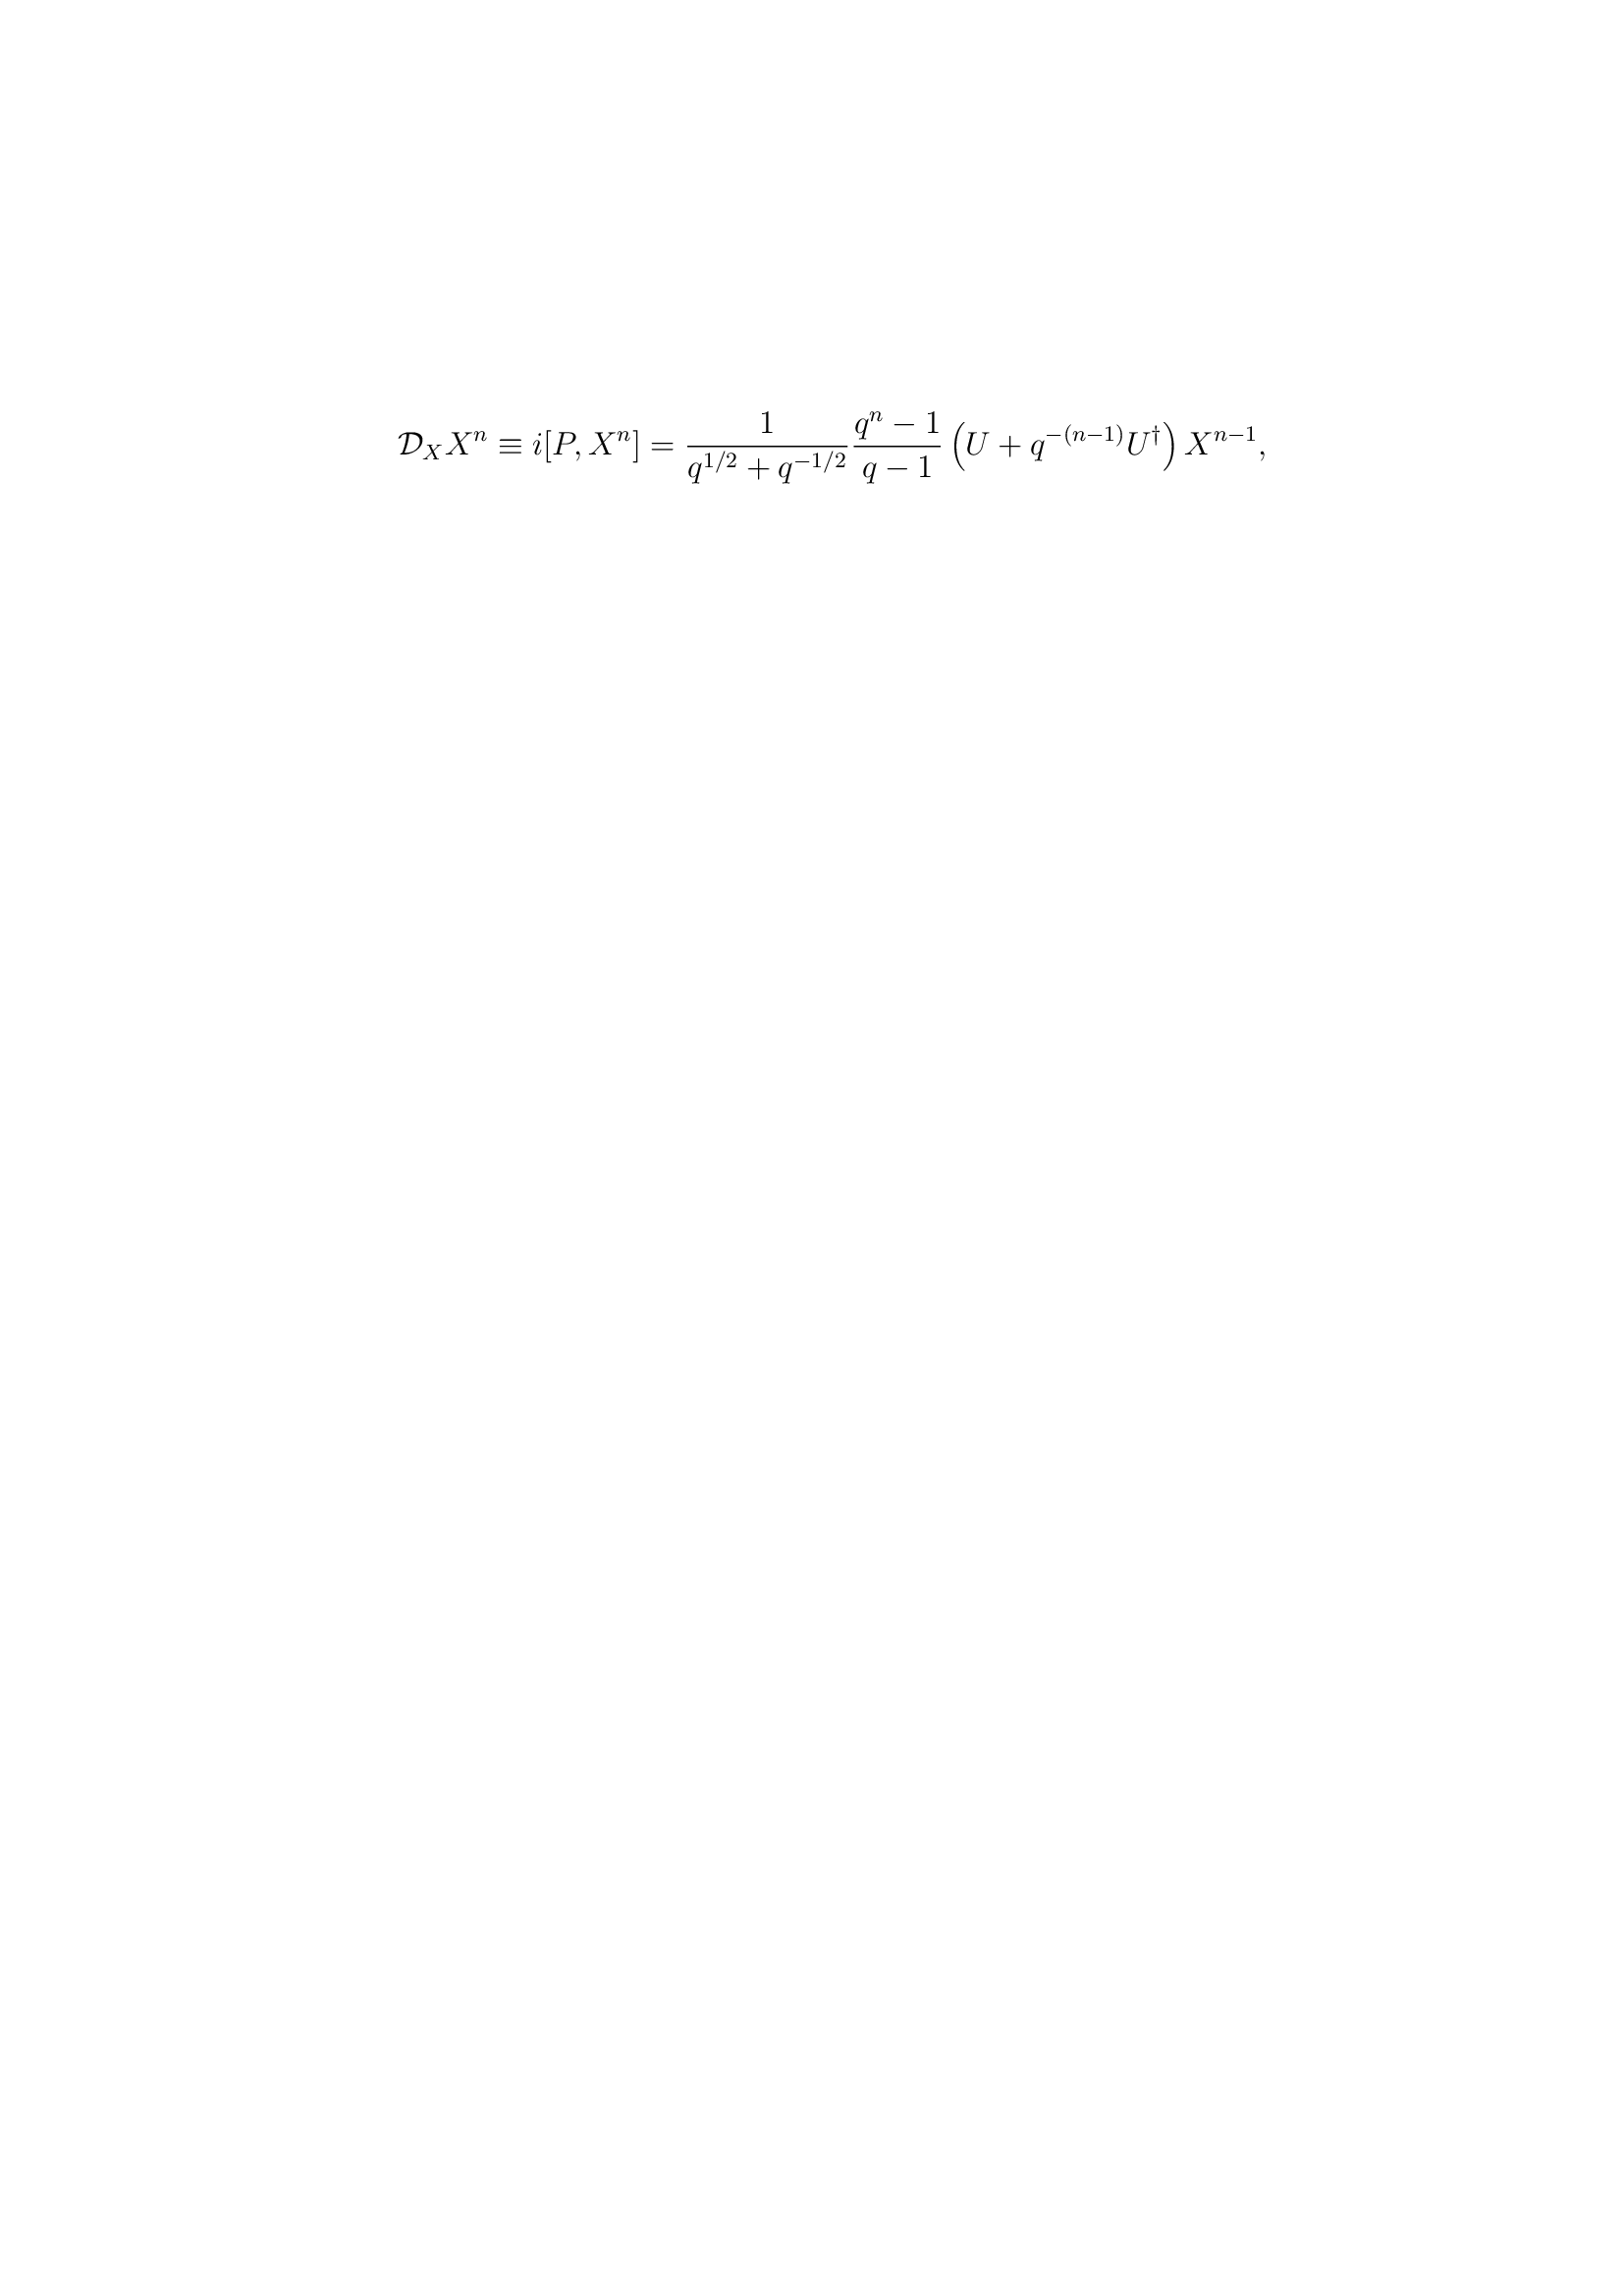 $$\mathcal{D}_X X^n \equiv i[P, X^n] = \frac{1}{q^{1/2} + q^{-1/2}} \frac{q^n - 1}{q - 1} \left( U + q^{-(n-1)} U^\dagger \right) X^{n-1},$$